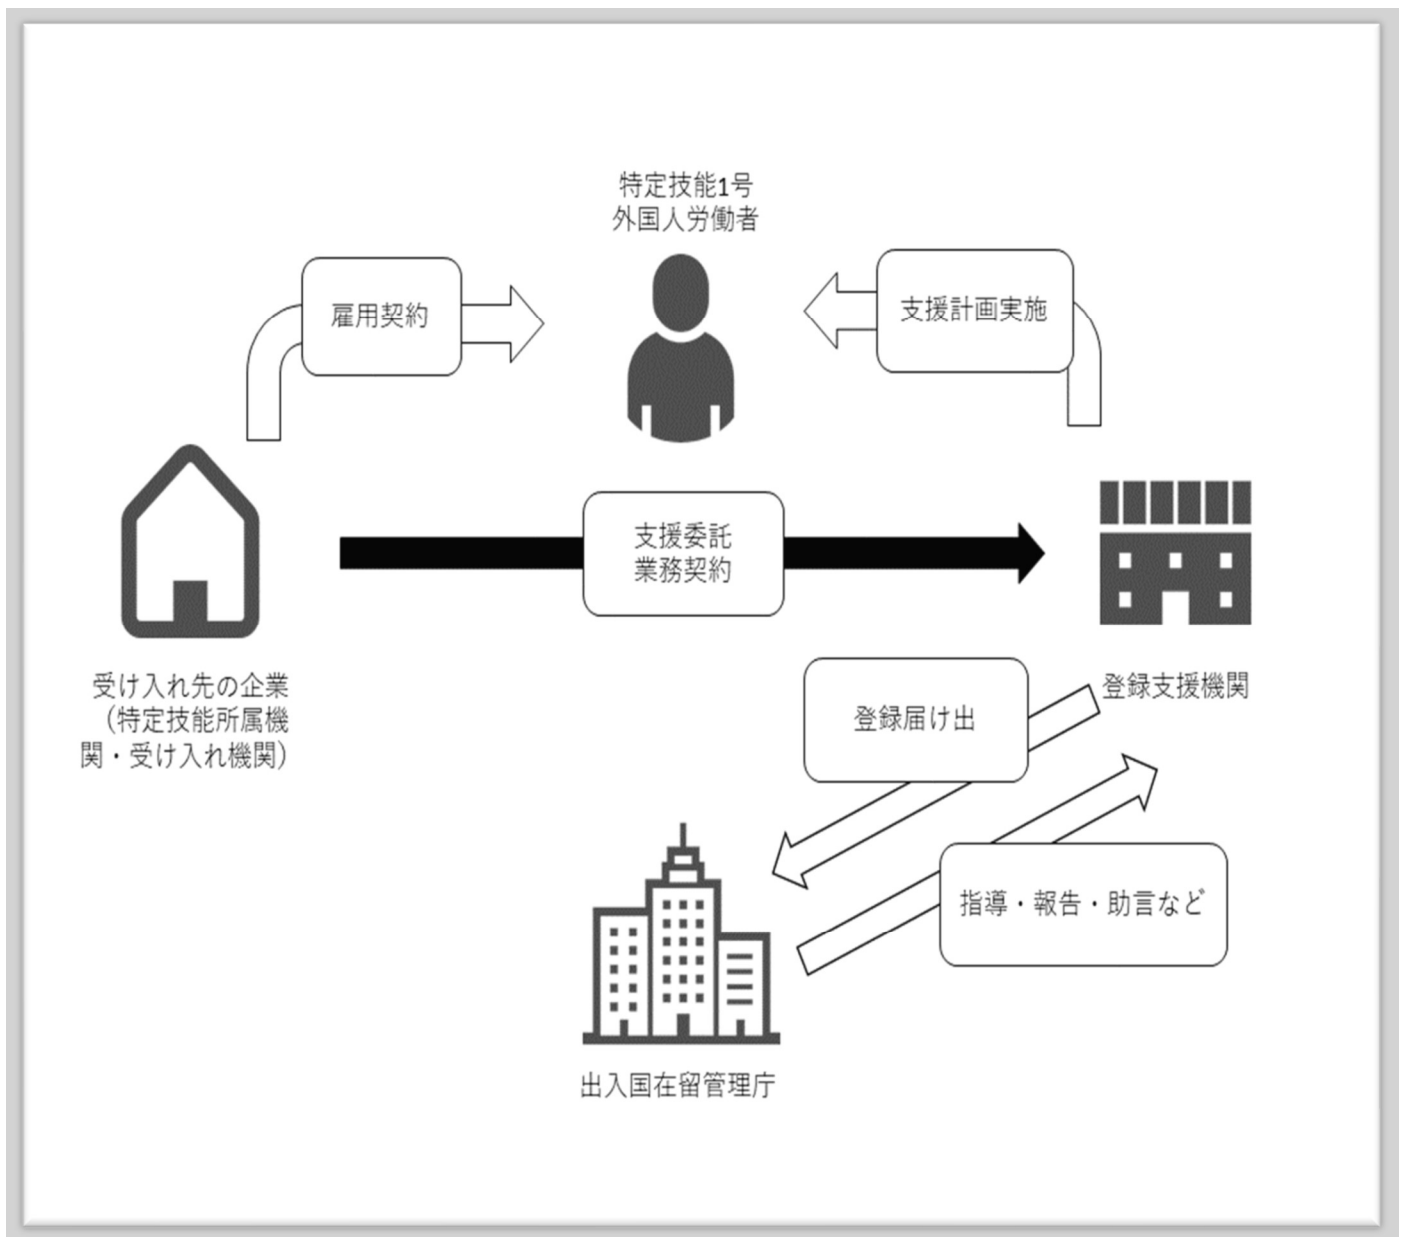 特定技能1号
外国人労働者
雇用契約
支援計画実施
支援委託
業務契約
受け入れ先の企業
（特定技能所属機
関・受け入れ機関）
登録支援機関
登録届け出
指導・報告・助言など
出入国在留管理庁